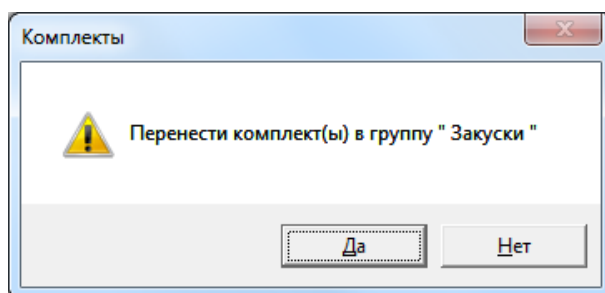 Комплекты
Перенести комплект(ы) в группу " Закуски "
Да
Нет